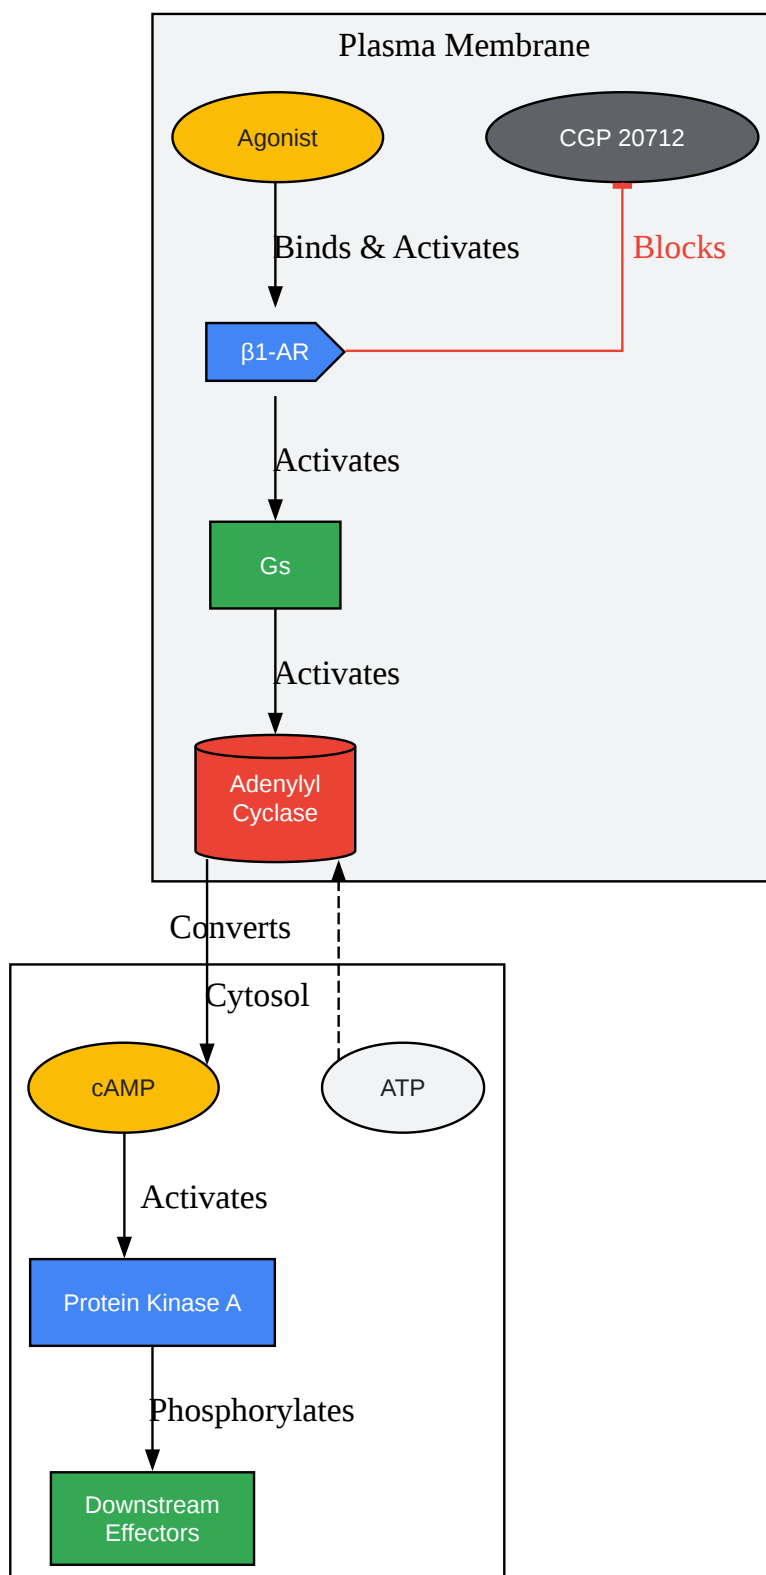 Plasma Membrane
Agonist
CGP 20712
Binds & Activates
Blocks
β1-AR
Activates
Gs
Activates
Adenylyl
Cyclase
Converts
Cytosol
cAMP
ATP
Activates
Protein Kinase A
Phosphorylates
Downstream
Effectors